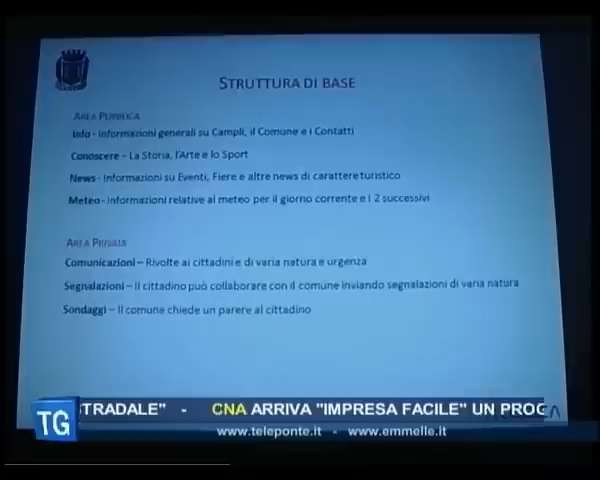 STRUTTURA DI BASE
AREA PUBBLICA
Info - Informazioni generali su Campli, il Comune e i Contatti
Conoscere – La Storia, l'Arte e lo Sport
News - Informazioni su Eventi, Fiere e altre news di carattere turistico
Meteo - Informazioni relative al meteo per il giorno corrente e i 2 successivi
AREA PRIVATA
Comunicazioni – Rivolte ai cittadini e di varia natura e urgenza
Segnalazioni – Il cittadino può collaborare con il comune inviando segnalazioni di varia natura
Sondaggi – Il comune chiede un parere al cittadino
STRADALE" - CNA ARRIVA "IMPRESA FACILE" UN PROG
TG
www.teleponte.it - www.emmelle.it